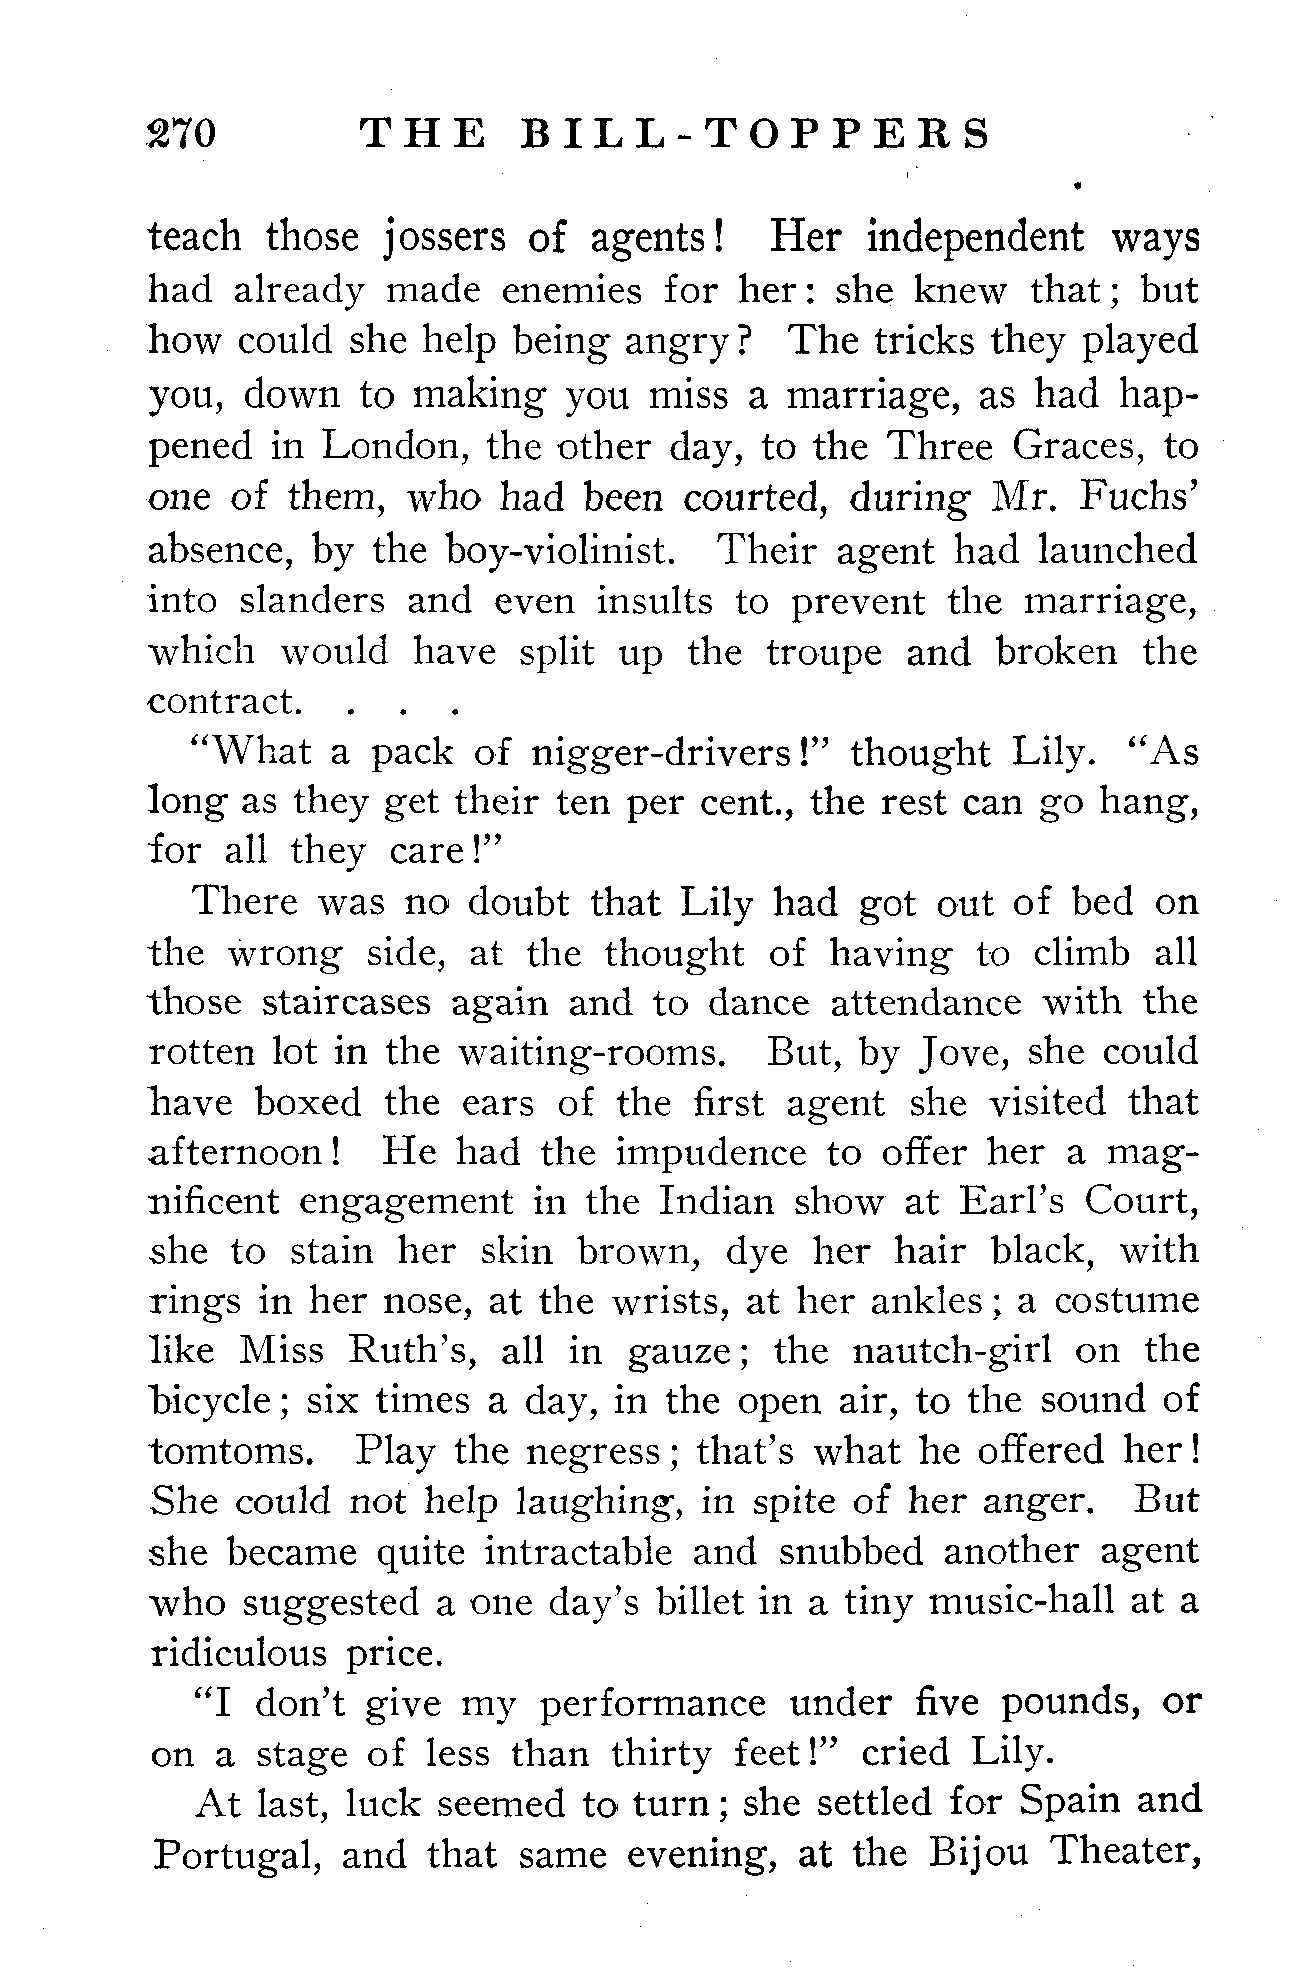 270 THE BILL-TOPPERS
teach those jossers of agents! Her independent ways
had already made enemies for her: she knew that; but
how could she help being angry? The tricks they played
you, down to making you miss a marriage, as had hap-
pened in London, the other day, to the Three Graces, to
one of them, who had been courted, during Mr. Fuchs'
absence, by the boy-violinist. Their agent had launched
into slanders and even insults to prevent the marriage,
which would have split up the troupe and broken the
contract. . . .
"What a pack of nigger-drivers!" thought Lily. "As
long as they get their ten per cent., the rest can go hang,
for all they care!"
There was no doubt that Lily had got out of bed on
the wrong side, at the thought of having to climb all
those staircases again and to dance attendance with the
rotten lot in the waiting-rooms. But, by Jove, she could
have boxed the ears of the first agent she visited that
afternoon! He had the impudence to offer her a mag-
nificent engagement in the Indian show at Earl's Court,
she to stain her skin brown, dye her hair black, with
rings in her nose, at the wrists, at her ankles; a costume
like Miss Ruth's, all in gauze; the nautch-girl on the
bicycle; six times a day, in the open air, to the sound of
tomtoms. Play the negress; that's what he offered her!
She could not help laughing, in spite of her anger. But
she became quite intractable and snubbed another agent
who suggested a one day's billet in a tiny music-hall at a
ridiculous price.
"I don't give my performance under five pounds, or
on a stage of less than thirty feet!" cried Lily.
At last, luck seemed to turn; she settled for Spain and
Portugal, and that same evening, at the Bijou Theater,